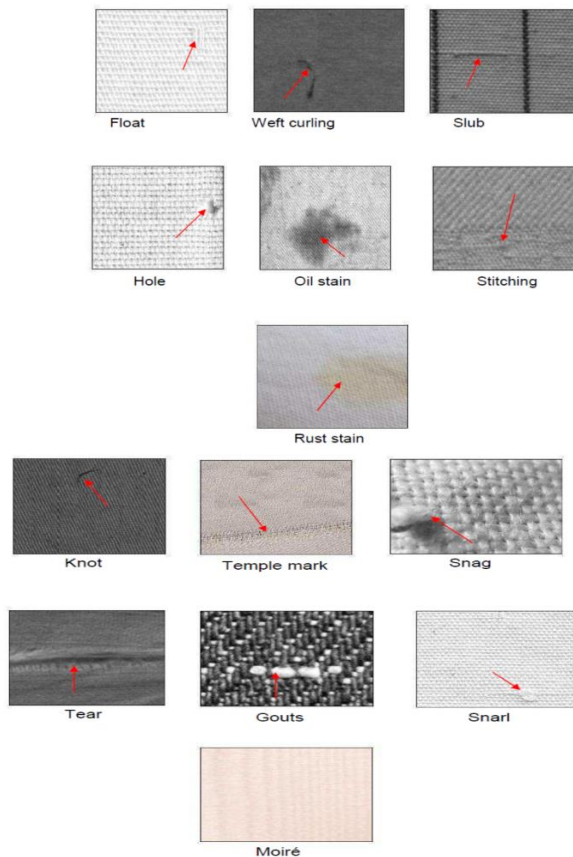 Float
Weft curling
Slub
Hole
Oil stain
Stitching
Rust stain
Knot
Temple mark
Snag
Tear
Gouts
Snarl
Moiré